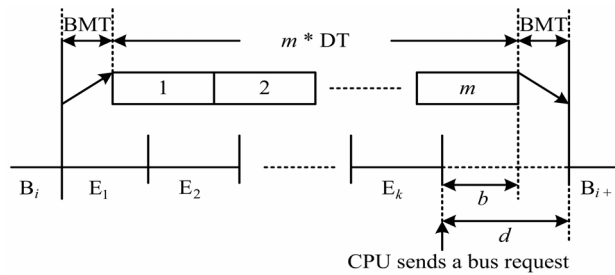 BMT m * DT BMT
1 2 m
B_i E_1 E_2 E_k B_i+
b
d
CPU sends a bus request